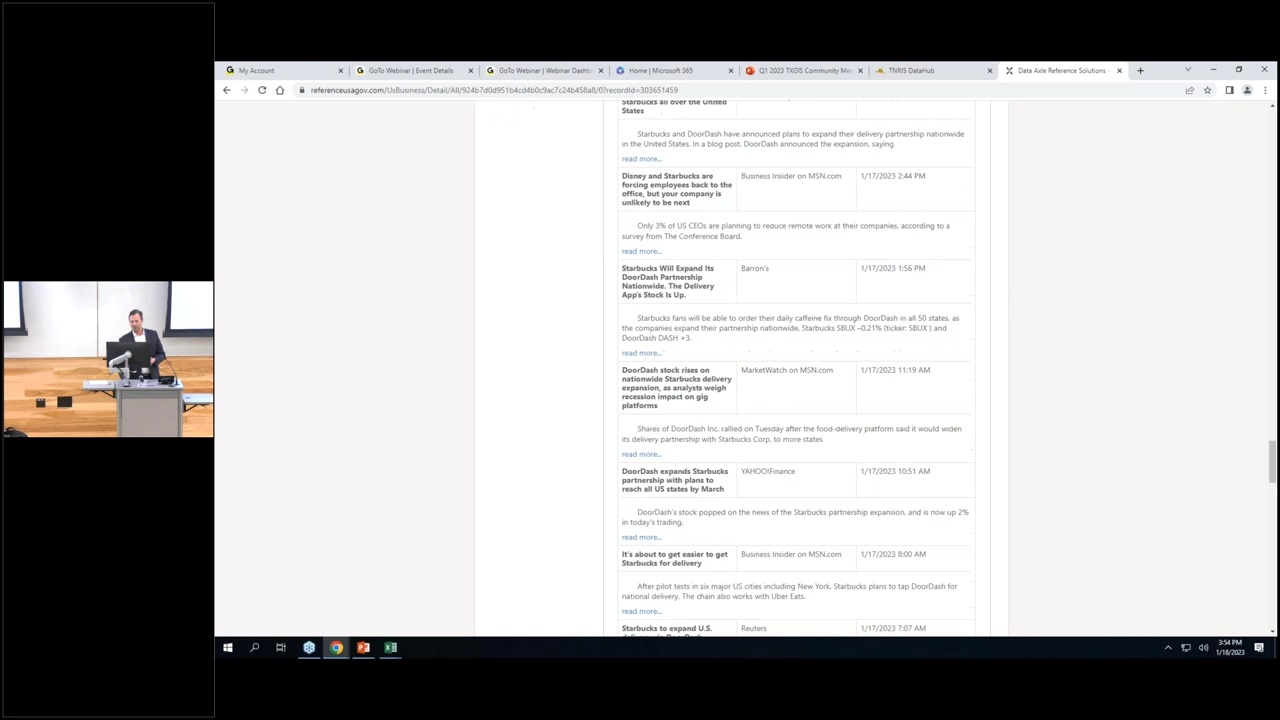 My Account
GoTo Webinar | Event Details
GoTo Webinar | Webinar Dashb
Home | Microsoft 365
Q1 2023 TXGIS Community Me
TNRIS DataHub
Data Axle Reference Solutions
referenceusagov.com/UsBusiness/Detail/All/924b7d0d951b4cd4b0c9ac7c24b458a8/0?recordId=303651459
Starbucks all over the United
States
Starbucks and DoorDash have announced plans to expand their delivery partnership nationwide
in the United States. In a blog post, DoorDash announced the expansion, saying
read more...
Disney and Starbucks are
forcing employees back to the
office, but your company is
unlikely to be next
Business Insider on MSN.com
1/17/2023 2:44 PM
Only 3% of US CEOs are planning to reduce remote work at their companies, according to a
survey from The Conference Board.
read more...
Starbucks Will Expand Its
DoorDash Partnership
Nationwide. The Delivery
App's Stock Is Up.
Barron's
1/17/2023 1:56 PM
Starbucks fans will be able to order their daily caffeine fix through DoorDash in all 50 states, as
the companies expand their partnership nationwide. Starbucks SBUX –0.21% (ticker: SBUX ) and
DoorDash DASH +3.
read more...
DoorDash stock rises on
nationwide Starbucks delivery
expansion, as analysts weigh
recession impact on gig
platforms
MarketWatch on MSN.com
1/17/2023 11:19 AM
Shares of DoorDash Inc. rallied on Tuesday after the food-delivery platform said it would widen
its delivery partnership with Starbucks Corp. to more states
read more...
DoorDash expands Starbucks
partnership with plans to
reach all US states by March
YAHOO!Finance
1/17/2023 10:51 AM
DoorDash's stock popped on the news of the Starbucks partnership expansion, and is now up 2%
in today's trading.
read more...
It's about to get easier to get
Starbucks for delivery
Business Insider on MSN.com
1/17/2023 8:00 AM
After pilot tests in six major US cities including New York, Starbucks plans to tap DoorDash for
national delivery. The chain also works with Uber Eats.
read more...
Starbucks to expand U.S.
Reuters
1/17/2023 7:07 AM
3:54 PM
1/18/2023